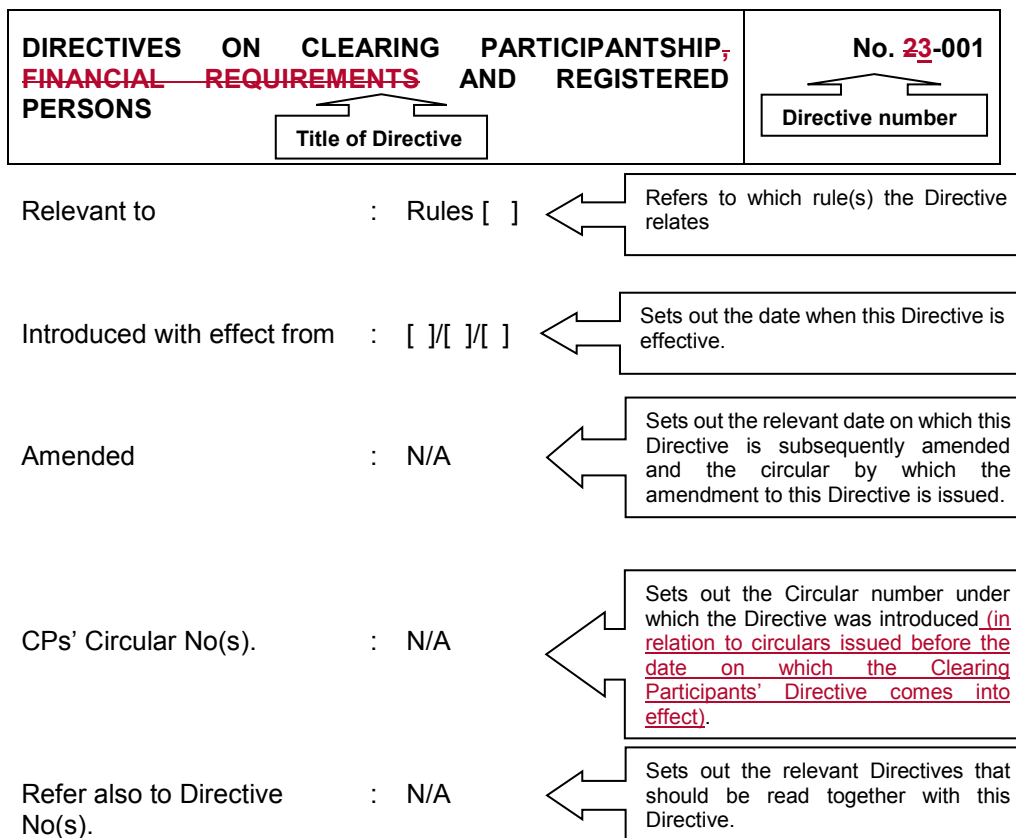 DIRECTIVES ON CLEARING PARTICIPANTSHIP,
FINANCIAL REQUIREMENTS AND REGISTERED
PERSONS
Title of Directive
No. 23-001
Directive number
Relevant to : Rules [ ]
Refers to which rule(s) the Directive
relates
Introduced with effect from : [ ]/[ ]/[ ]
Sets out the date when this Directive is
effective.
Amended : N/A
Sets out the relevant date on which this
Directive is subsequently amended
and the circular by which the
amendment to this Directive is issued.
CPs' Circular No(s). : N/A
Sets out the Circular number under
which the Directive was introduced (in
relation to circulars issued before the
date on which the Clearing
Participants' Directive comes into
effect).
Refer also to Directive : N/A
No(s).
Sets out the relevant Directives that
should be read together with this
Directive.